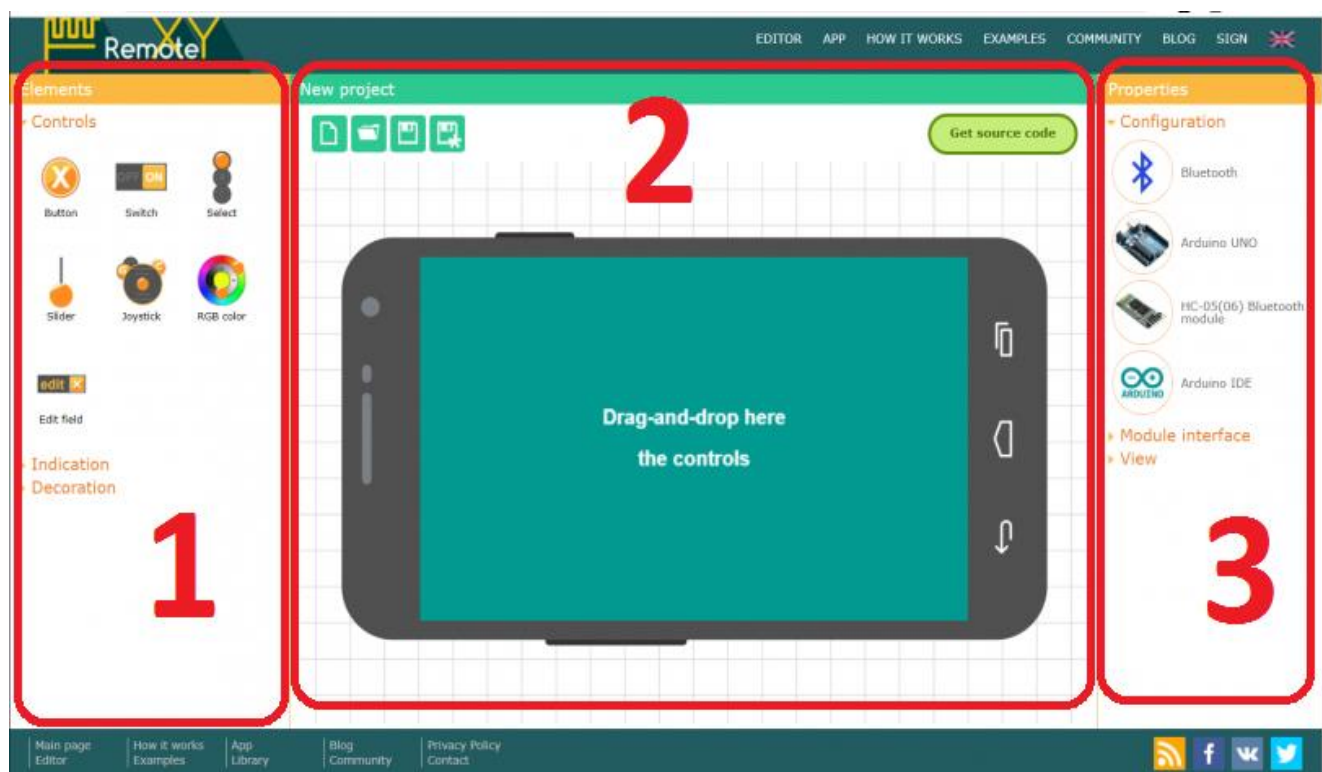 RemoteXY
EDITOR APP HOW IT WORKS EXAMPLES COMMUNITY BLOG SIGN
Elements
Controls
Button
OFF ON
Switch
Select
Slider
Joystick
RGB color
edit X
Edit field
Indication
Decoration
1
New project
2
Get source code
Drag-and-drop here
the controls
Properties
Configuration
Bluetooth
Arduino UNO
HC-05(06) Bluetooth
module
ARDUINO
Arduino IDE
Module interface
View
3
Main page
Editor
How it works
Examples
App
Library
Blog
Community
Privacy Policy
Contact